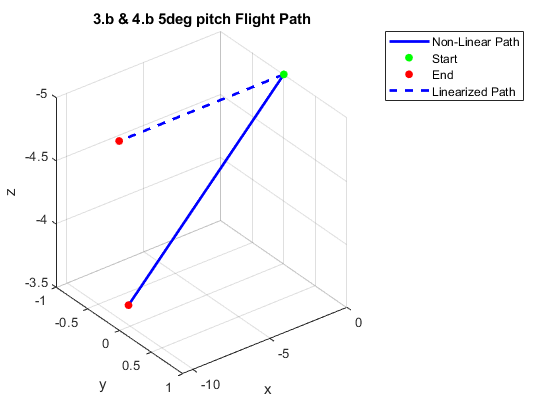 3.b & 4.b 5deg pitch Flight Path
Non-Linear Path
Start
End
Linearized Path
-5
-4.5
-4
-3.5
z
-1
-0.5
0
0.5
1
y
-10
-5
0
x